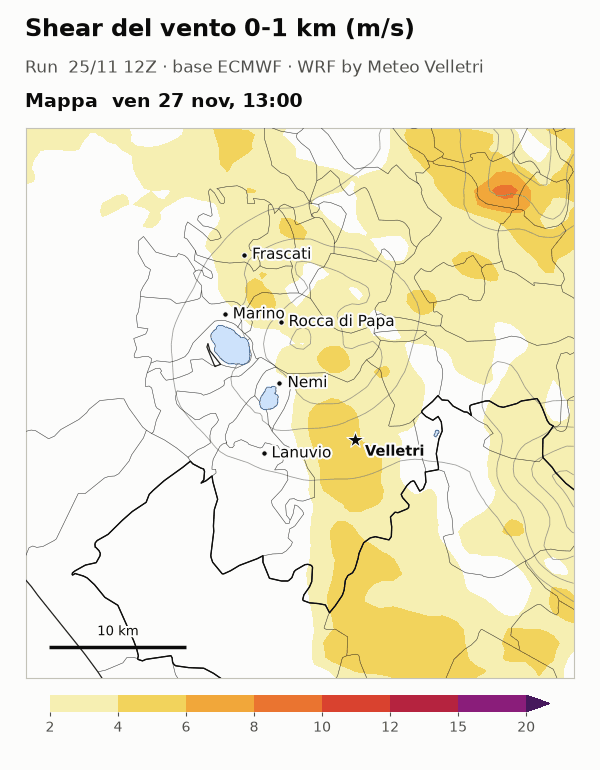 Shear del vento 0-1 km (m/s)
Run  25/11 12Z · base ECMWF · WRF by Meteo Velletri
Mappa  ven 27 nov, 13:00
Frascati
Marino
Rocca di Papa
Nemi
Velletri
Lanuvio
10 km
2 4 6 8 10 12 15 20